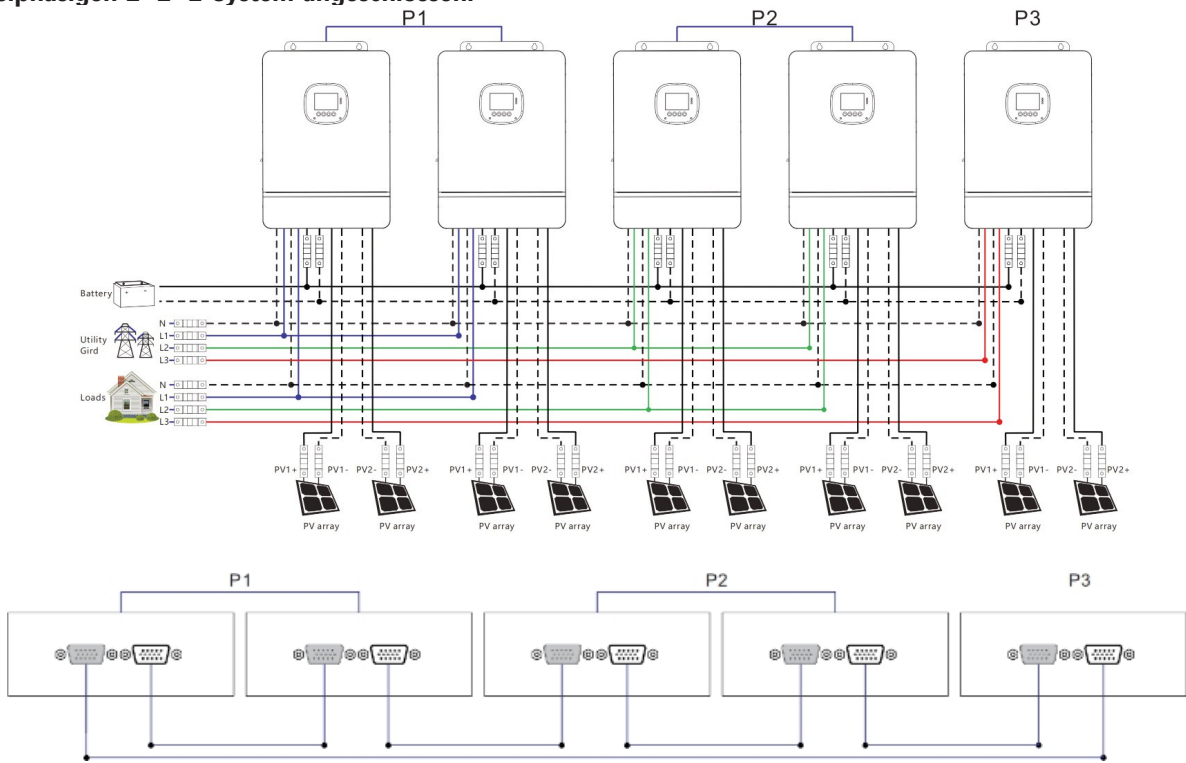 System angeschlossen.
P1 P2 P3
Battery
N
L1
Utility
Gird
L2
L3
N
Loads
L1
L2
L3
PV1+ PV1- PV2- PV2+ PV1+ PV1- PV2- PV2+ PV1+ PV1- PV2- PV2+ PV1+ PV1- PV2- PV2+ PV1+ PV1- PV2- PV2+
PV array PV array PV array PV array PV array PV array PV array PV array PV array PV array
P1 P2 P3